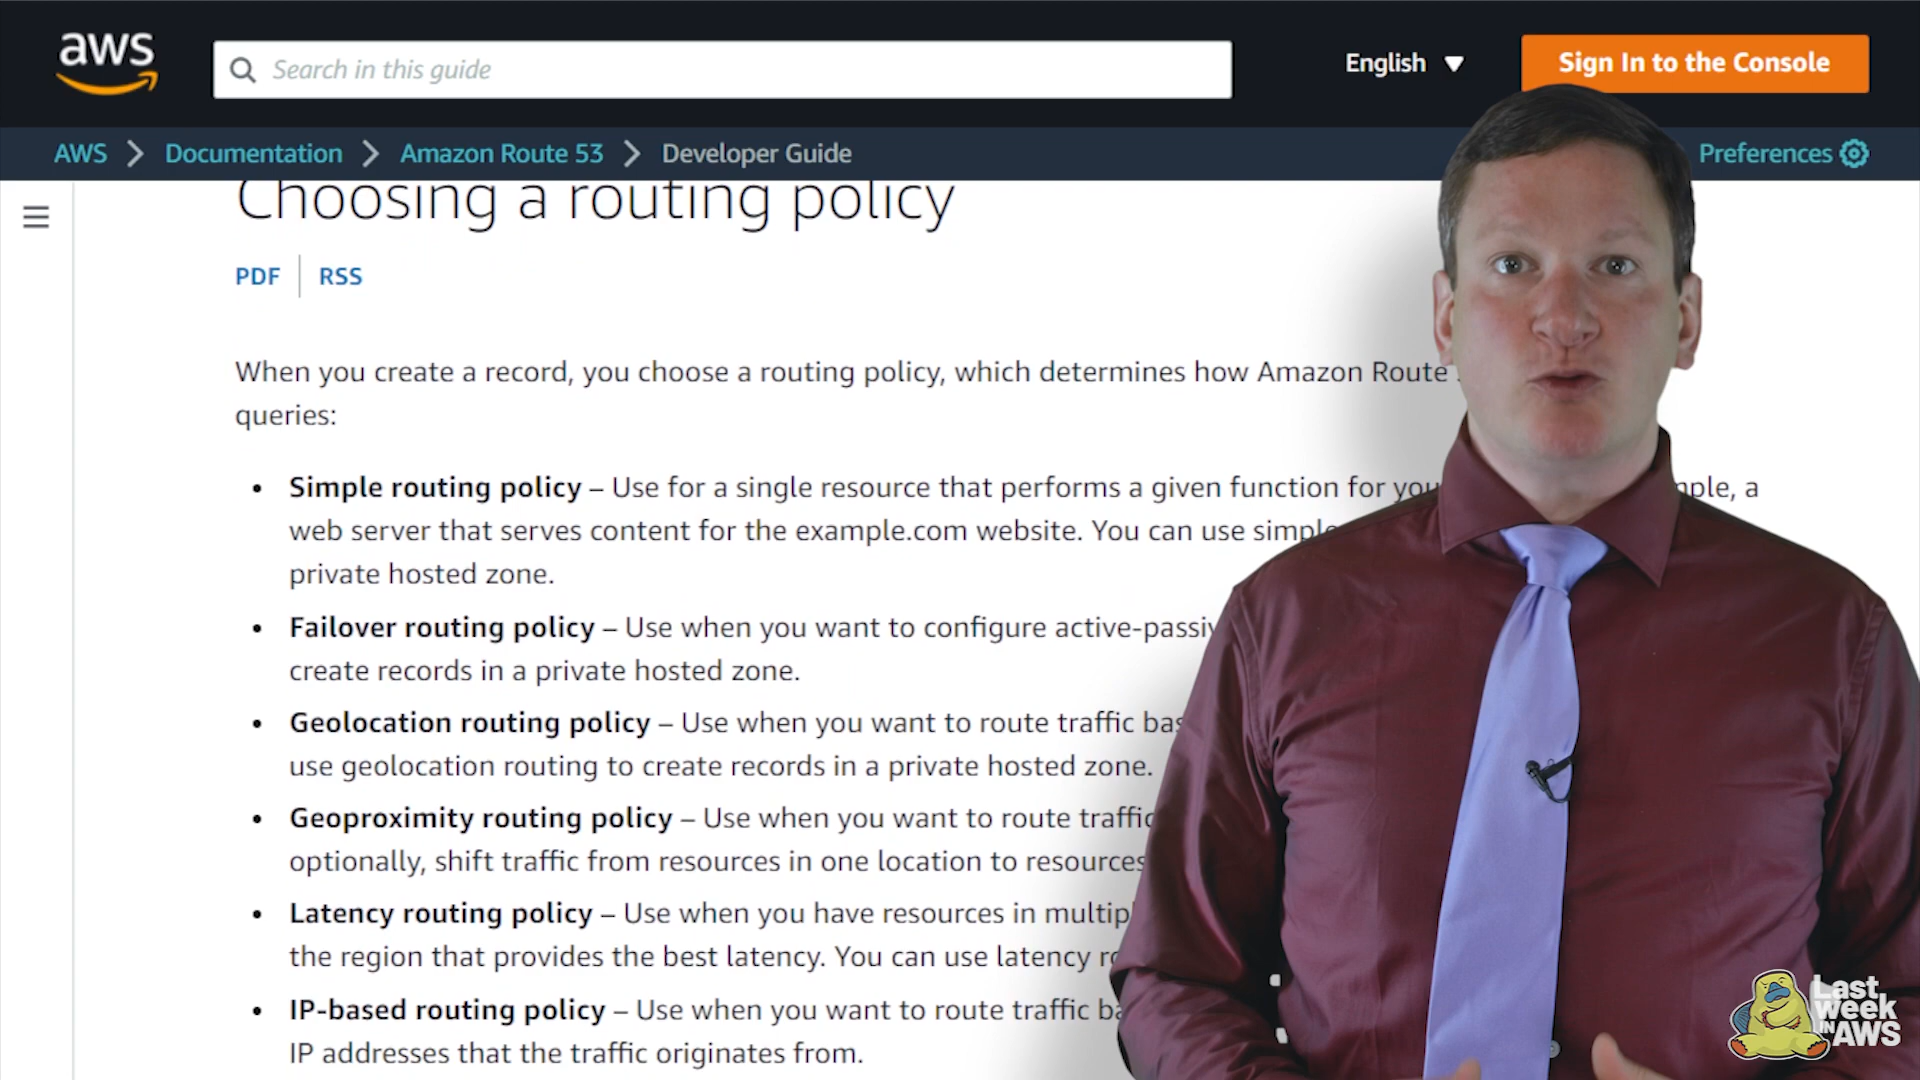 aws
Search in this guide
English
Sign In to the Console
AWS
Documentation
Amazon Route 53
Developer Guide
Preferences
Choosing a routing policy
PDF
RSS
When you create a record, you choose a routing policy, which determines how Amazon Route
queries:
• Simple routing policy – Use for a single resource that performs a given function for , a
web server that serves content for the example.com website. You can use
private hosted zone.
• Failover routing policy – Use when you want to configure
create records in a private hosted zone.
• Geolocation routing policy – Use when you want to route traffic
use geolocation routing to create records in a private hosted zone.
• Geoproximity routing policy – Use when you want to route traffic
optionally, shift traffic from resources in one location to resources
• Latency routing policy – Use when you have resources in
the region that provides the best latency. You can use latency
• IP-based routing policy – Use when you want to route traffic
IP addresses that the traffic originates from.
Last
Week
IN
AWS